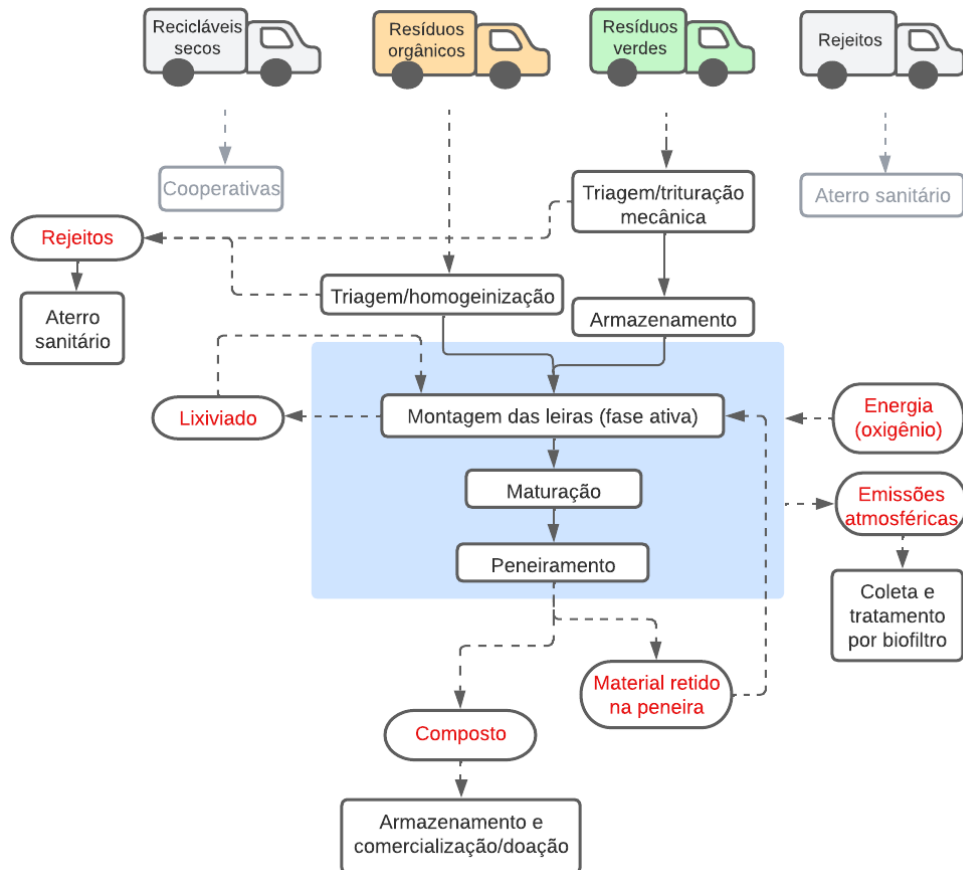 Recicláveis
secos
Resíduos
orgânicos
Resíduos
verdes
Rejeitos
Cooperativas
Triagem/trituração
mecânica
Aterro sanitário
Rejeitos
Triagem/homogeinização
Aterro
sanitário
Armazenamento
Lixiviado
Montagem das leiras (fase ativa)
Energia
(oxigênio)
Maturação
Emissões
atmosféricas
Peneiramento
Coleta e
tratamento
por biofiltro
Material retido
na peneira
Composto
Armazenamento e
comercialização/doação